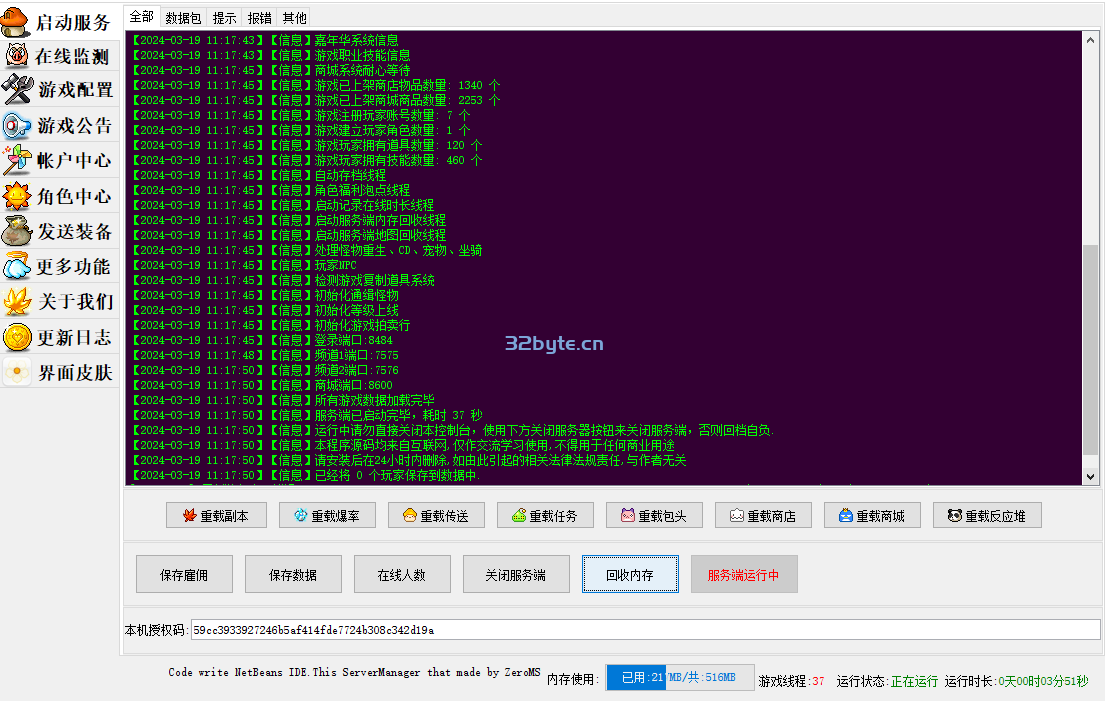 启动服务
在线监测
游戏配置
游戏公告
帐户中心
角色中心
发送装备
更多功能
关于我们
更新日志
界面皮肤
全部 数据包 提示 报错 其他
【2024-03-19 11:17:43】【信息】嘉年华系统信息
【2024-03-19 11:17:43】【信息】游戏职业技能信息
【2024-03-19 11:17:45】【信息】商城系统耐心等待
【2024-03-19 11:17:45】【信息】游戏已上架商店物品数量: 1340 个
【2024-03-19 11:17:45】【信息】游戏已上架商城商品数量: 2253 个
【2024-03-19 11:17:45】【信息】游戏注册玩家账号数量: 7 个
【2024-03-19 11:17:45】【信息】游戏建立玩家角色数量: 1 个
【2024-03-19 11:17:45】【信息】游戏玩家拥有道具数量: 120 个
【2024-03-19 11:17:45】【信息】游戏玩家拥有技能数量: 460 个
【2024-03-19 11:17:45】【信息】自动存档线程
【2024-03-19 11:17:45】【信息】角色福利泡点线程
【2024-03-19 11:17:45】【信息】启动记录在线时长线程
【2024-03-19 11:17:45】【信息】启动服务端内存回收线程
【2024-03-19 11:17:45】【信息】启动服务端地图回收线程
【2024-03-19 11:17:45】【信息】处理怪物重生、CD、宠物、坐骑
【2024-03-19 11:17:45】【信息】玩家NPC
【2024-03-19 11:17:45】【信息】检测游戏复制道具系统
【2024-03-19 11:17:45】【信息】初始化通缉怪物
【2024-03-19 11:17:45】【信息】初始化等级上线
【2024-03-19 11:17:45】【信息】初始化游戏拍卖行
【2024-03-19 11:17:45】【信息】登录端口:8484
【2024-03-19 11:17:48】【信息】频道1端口:7575
【2024-03-19 11:17:50】【信息】频道2端口:7576
【2024-03-19 11:17:50】【信息】商城端口:8600
【2024-03-19 11:17:50】【信息】所有游戏数据加载完毕
【2024-03-19 11:17:50】【信息】服务端已启动完毕，耗时 37 秒
【2024-03-19 11:17:50】【信息】运行中请勿直接关闭本控制台，使用下方关闭服务器按钮来关闭服务端，否则回档自负.
【2024-03-19 11:17:50】【信息】本程序源码均来自互联网,仅作交流学习使用,不得用于任何商业用途
【2024-03-19 11:17:50】【信息】请安装后在24小时内删除,如由此引起的相关法律法规责任,与作者无关
【2024-03-19 11:17:50】【信息】已经将 0 个玩家保存到数据中.
32byte.cn
重载副本 重载爆率 重载传送 重载任务 重载包头 重载商店 重载商城 重载反应堆
保存雇佣 保存数据 在线人数 关闭服务端 回收内存 服务端运行中
本机授权码: 59cc3933927246b5af414fde7724b308c342d19a
Code write NetBeans IDE.This ServerManager that made by ZeroMS 内存使用: 已用:21 MB/共:516MB 游戏线程:37 运行状态:正在运行 运行时长:0天00时03分51秒